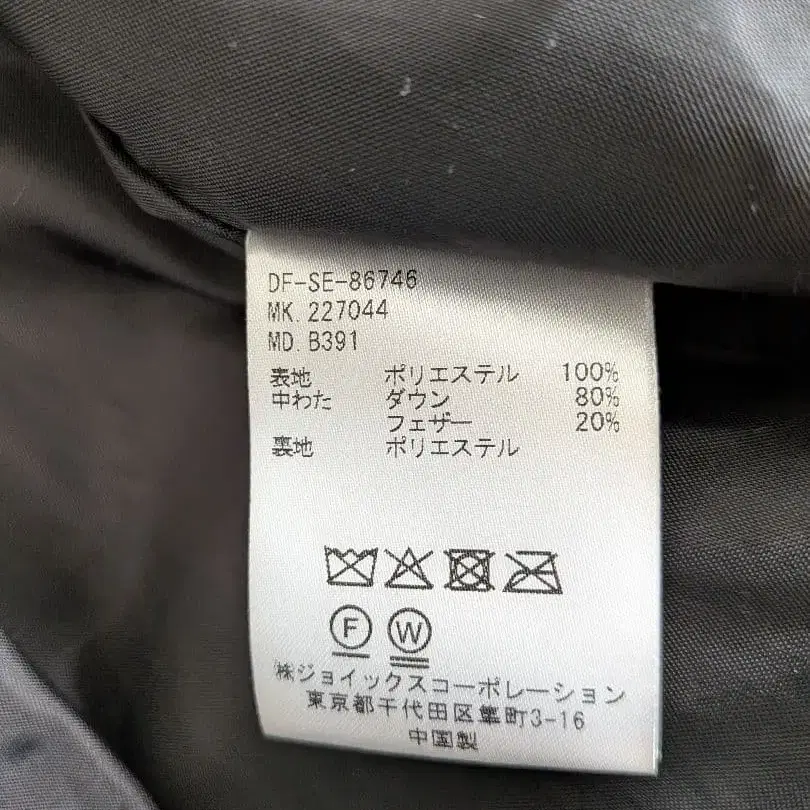 DF-SE-86746
MK. 227044
MD. B391
表地 ポリエステル 100%
中わた ダウン 80%
フェザー 20%
裏地 ポリエステル
F W
株ジョイックスコーポレーション
東京都千代田区隼町3-16
中国製